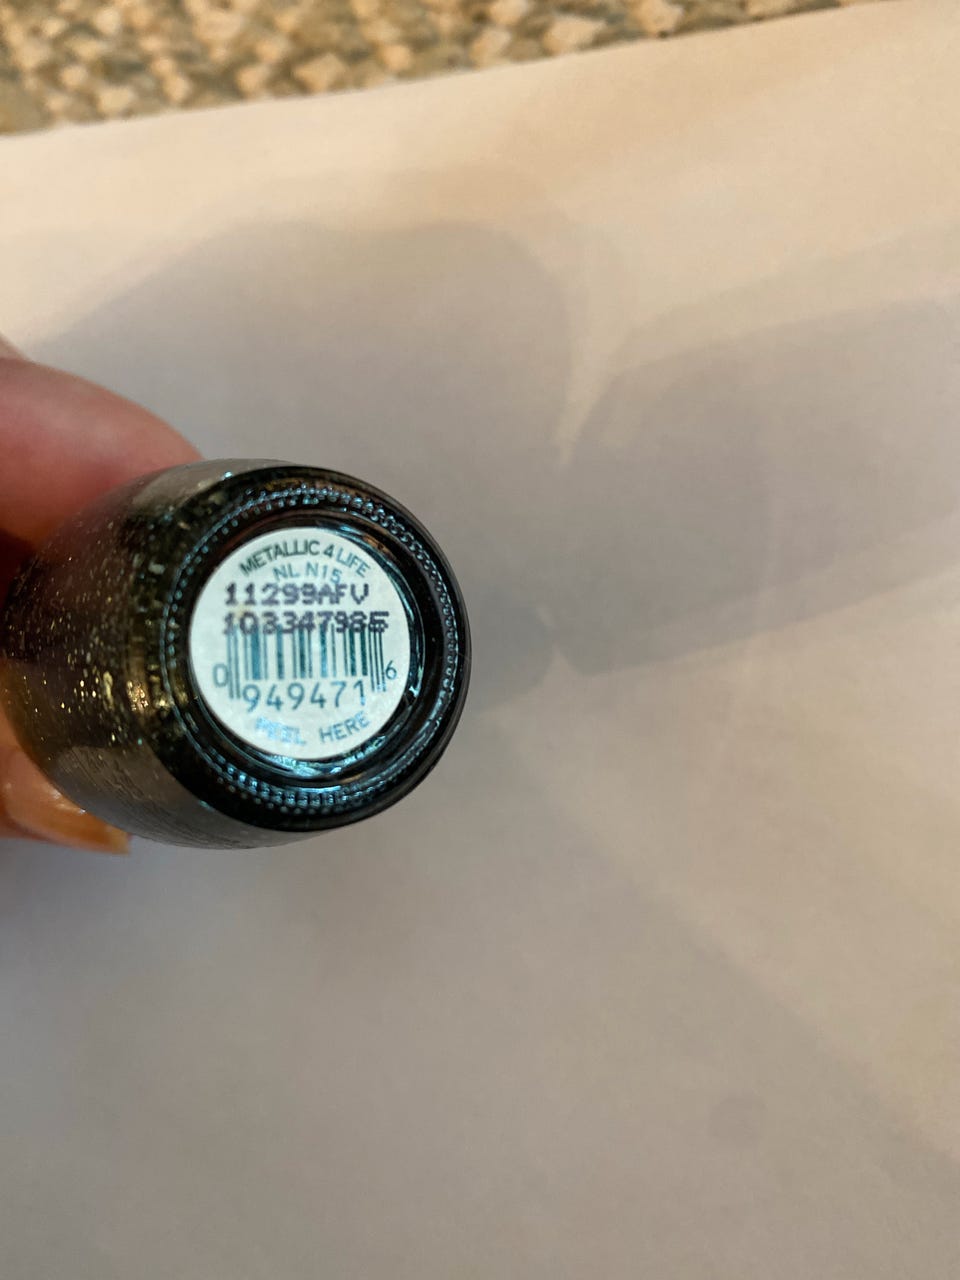 METALLIC 4 LIFE
NL N15
11299AFV
10334798E
0 949471 6
PEEL HERE